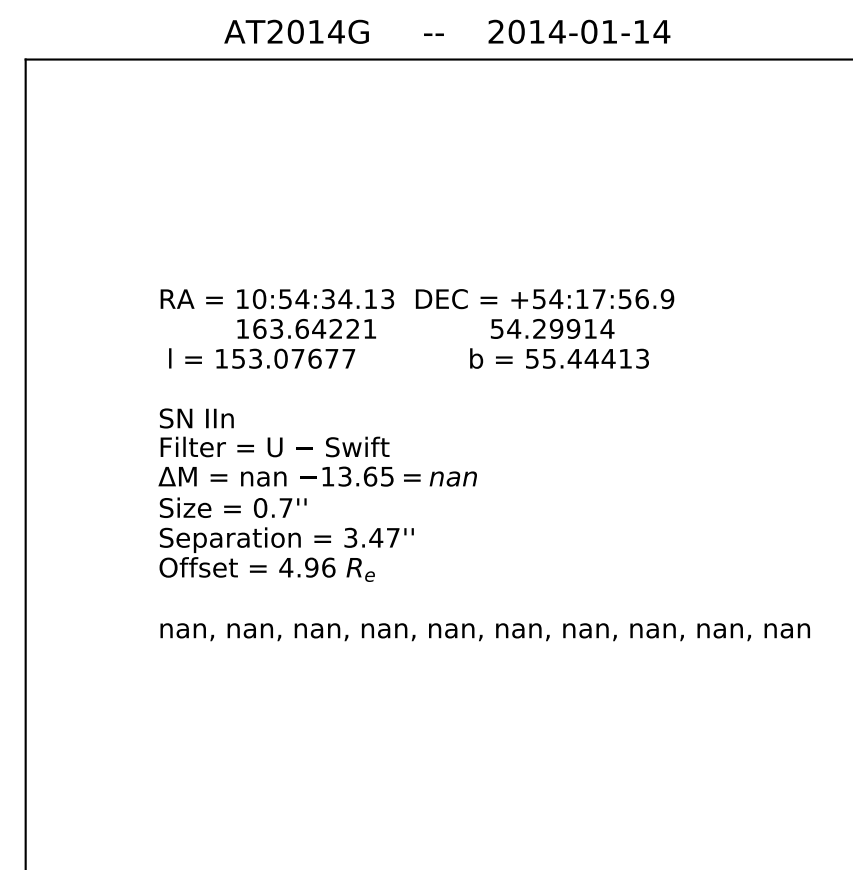 AT2014G -- 2014-01-14
RA = 10:54:34.13 DEC = +54:17:56.9
163.64221 54.29914
l = 153.07677 b = 55.44413
SN IIn
Filter = U − Swift
ΔM = nan −13.65 = nan
Size = 0.7''
Separation = 3.47''
Offset = 4.96 Rₑ
nan, nan, nan, nan, nan, nan, nan, nan, nan, nan